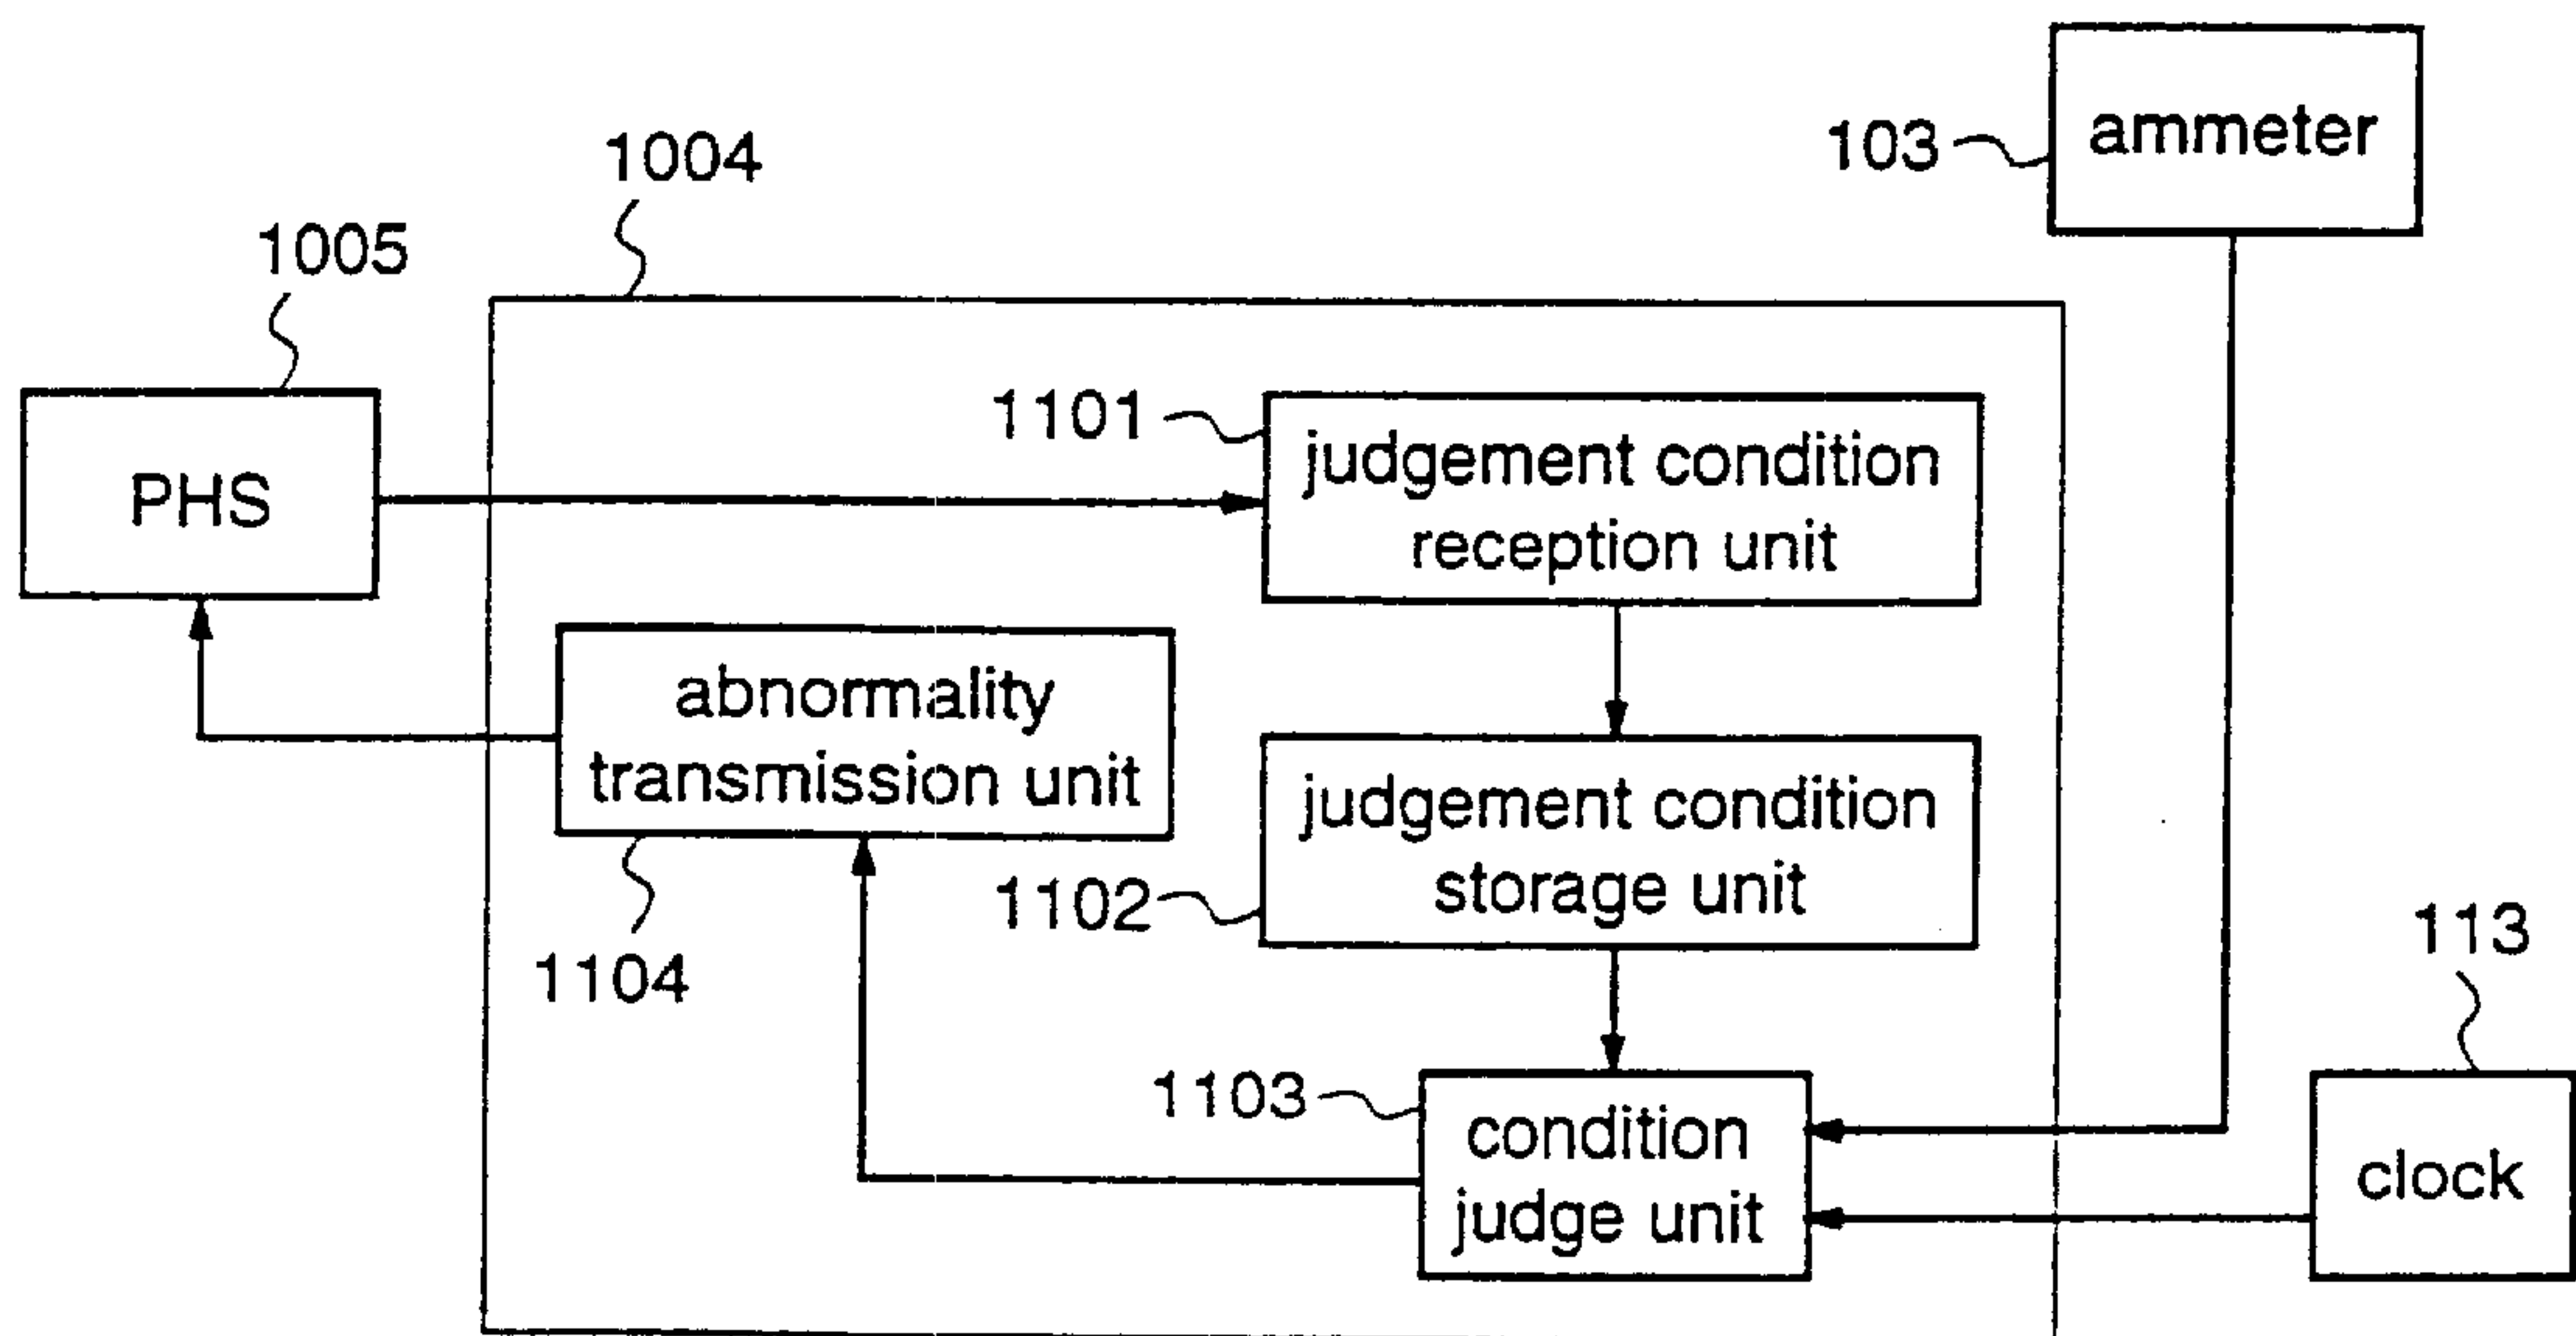 ammeter
103
1004
1005
1101
judgement condition
reception unit
PHS
abnormality
transmission unit
judgement condition
storage unit
1102
113
1104
1103
condition
judge unit
clock